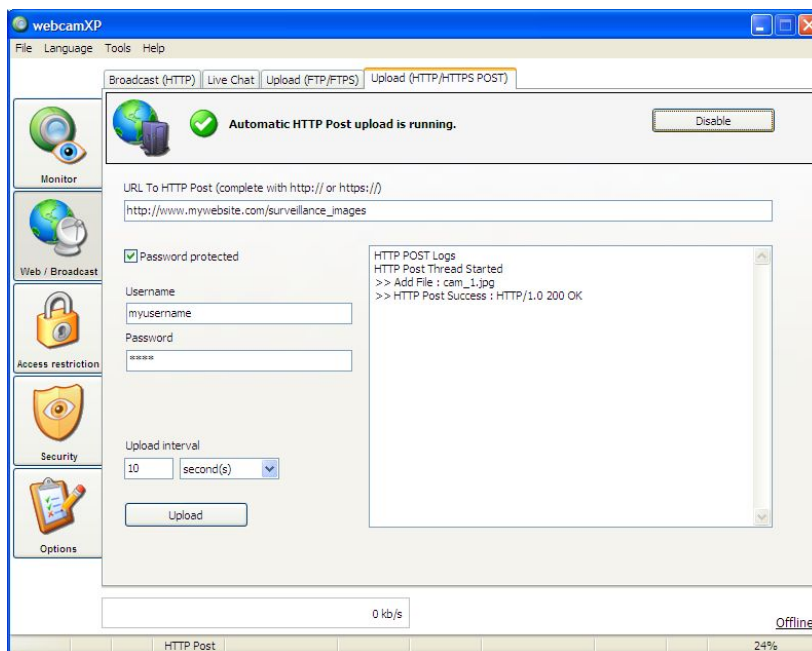 webcamXP
File Language Tools Help
Broadcast (HTTP) Live Chat Upload (FTP/FTPS) Upload (HTTP/HTTPS POST)
Automatic HTTP Post upload is running.
Disable
Monitor
Web / Broadcast
Access restriction
Security
Options
URL To HTTP Post (complete with http:// or https://)
http://www.mywebsite.com/surveillance_images
Password protected
Username
myusername
Password
****
Upload interval
10 second(s)
Upload
HTTP POST Logs
HTTP Post Thread Started
>> Add File : cam_1.jpg
>> HTTP Post Success : HTTP/1.0 200 OK
0 kb/s
Offline
HTTP Post
24%